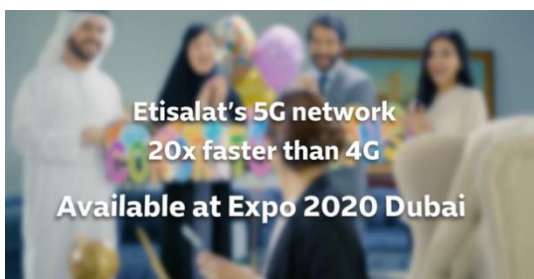 Etisalat's 5G network
20x faster than 4G
Available at Expo 2020 Dubai